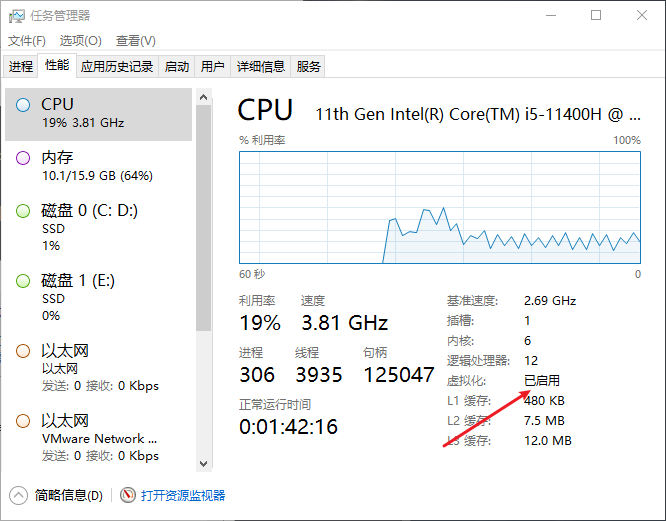 任务管理器
文件(F) 选项(O) 查看(V)
进程 性能 应用历史记录 启动 用户 详细信息 服务
CPU
19% 3.81 GHz
内存
10.1/15.9 GB (64%)
磁盘 0 (C: D:)
SSD
1%
磁盘 1 (E:)
SSD
0%
以太网
以太网
发送: 0 接收: 0 Kbps
以太网
VMware Network ...
发送: 0 接收: 0 Kbps
CPU 11th Gen Intel(R) Core(TM) i5-11400H @ ...
% 利用率 100%
60 秒 0
利用率 速度
19% 3.81 GHz
进程 线程 句柄
306 3935 125047
正常运行时间
0:01:42:16
基准速度: 2.69 GHz
插槽: 1
内核: 6
逻辑处理器: 12
虚拟化: 已启用
L1 缓存: 480 KB
L2 缓存: 7.5 MB
L3 缓存: 12.0 MB
简略信息(D) 打开资源监视器